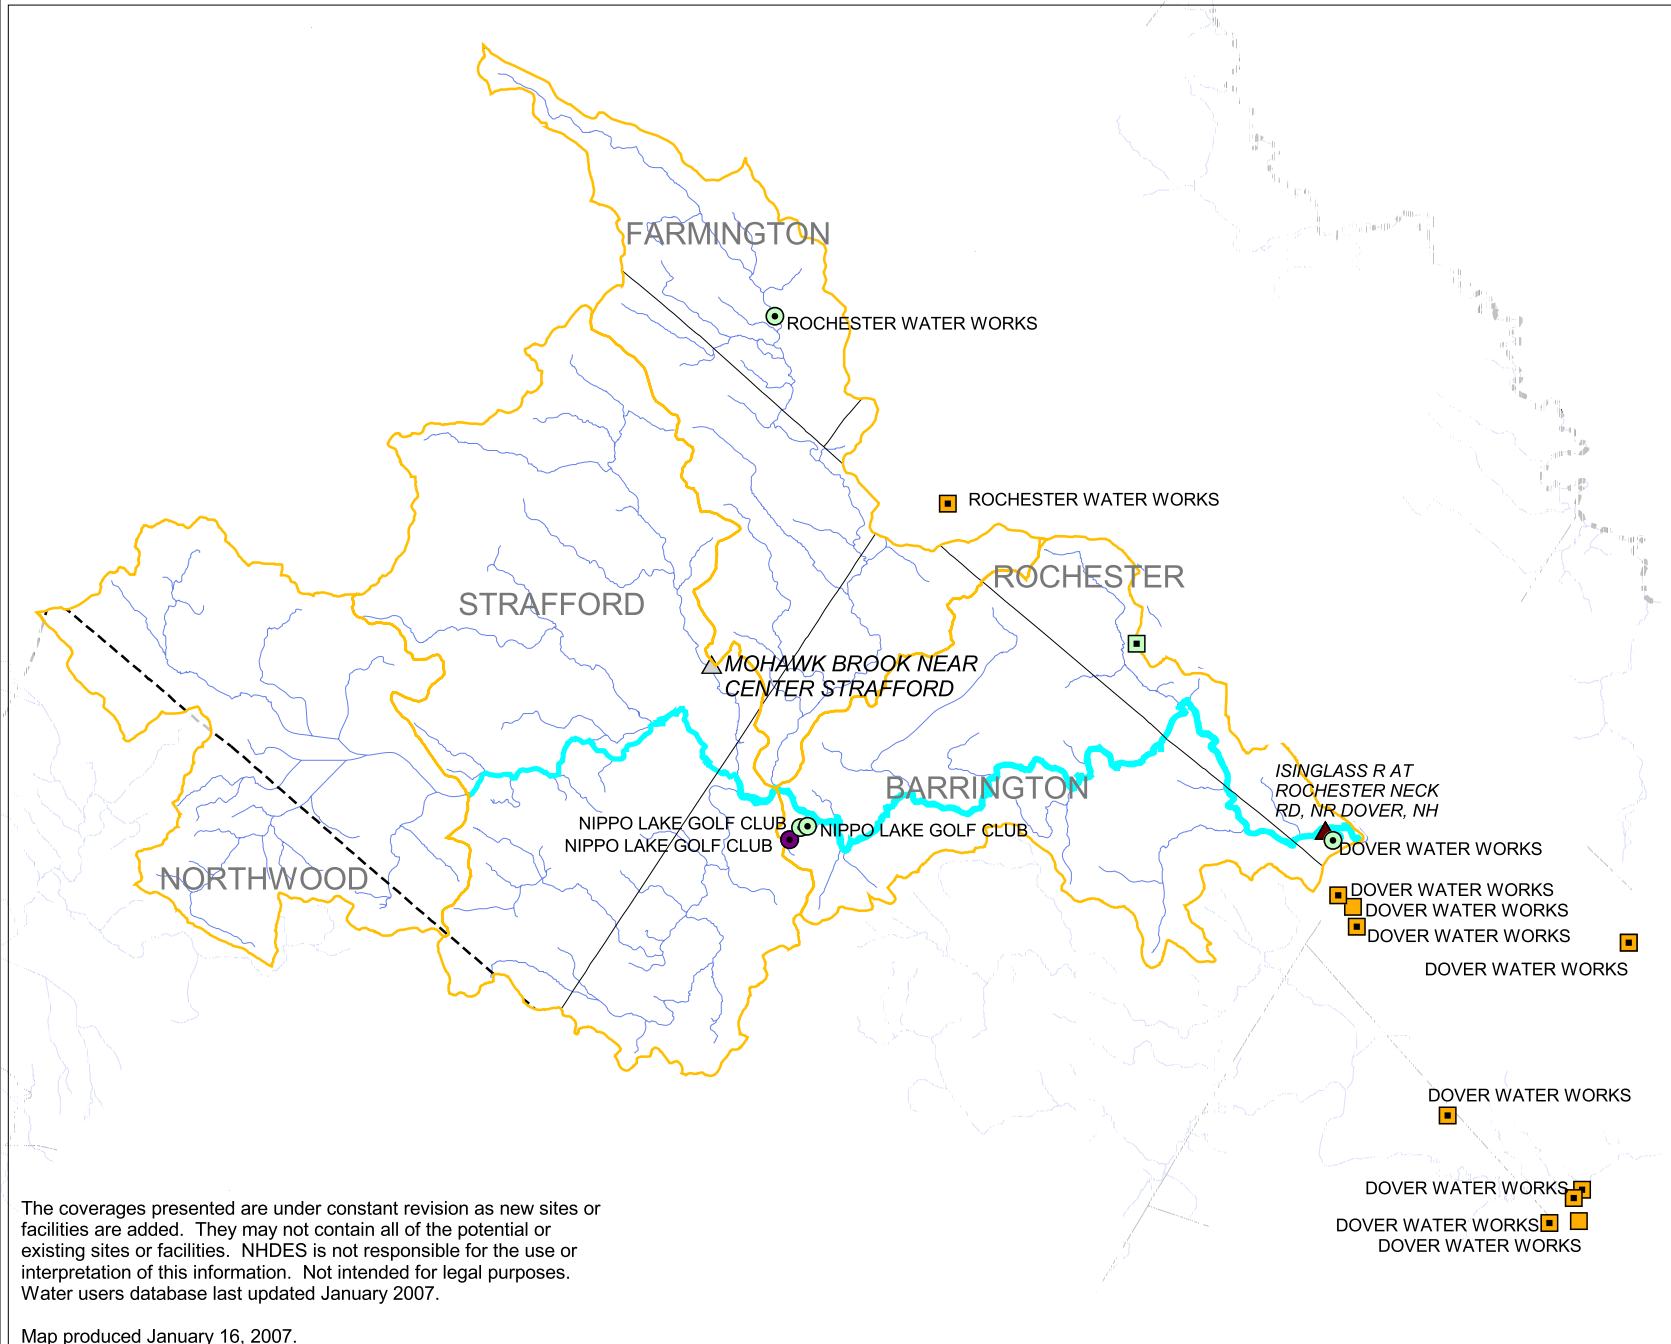 FARMINGTON
ROCHESTER WATER WORKS
ROCHESTER WATER WORKS
ROCHESTER
STRAFFORD
MOHAWK BROOK NEAR
CENTER STRAFFORD
ISINGLASS R AT
ROCHESTER NECK
RD, NR DOVER, NH
BARRINGTON
NIPPO LAKE GOLF CLUB
NIPPO LAKE GOLF CLUB
NIPPO LAKE GOLF CLUB
DOVER WATER WORKS
NORTHWOOD
DOVER WATER WORKS
DOVER WATER WORKS
DOVER WATER WORKS
DOVER WATER WORKS
DOVER WATER WORKS
DOVER WATER WORKS
DOVER WATER WORKS
DOVER WATER WORKS
The coverages presented are under constant revision as new sites or
facilities are added. They may not contain all of the potential or
existing sites or facilities. NHDES is not responsible for the use or
interpretation of this information. Not intended for legal purposes.
Water users database last updated January 2007.
Map produced January 16, 2007.